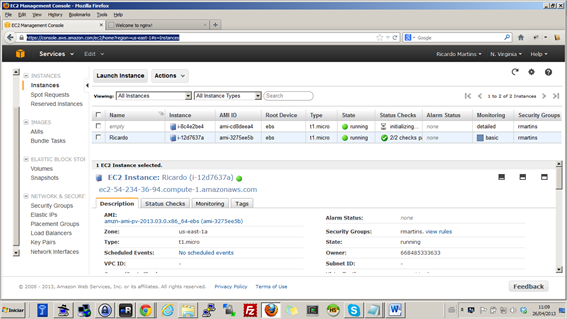 EC2 Management Console - Mozilla Firefox
File Edit View History Bookmarks Tools Help
EC2 Management Console
Welcome to nginx!
https://console.aws.amazon.com/ec2/home?region=us-east-1#s=Instances
Google
Services Edit Ricardo Martins N. Virginia Help
INSTANCES
Instances
Spot Requests
Reserved Instances
IMAGES
AMIs
Bundle Tasks
ELASTIC BLOCK STO
Volumes
Snapshots
NETWORK & SECURI
Security Groups
Elastic IPs
Placement Groups
Load Balancers
Key Pairs
Network Interfaces
Launch Instance Actions
Viewing: All Instances All Instance Types Search
1 to 2 of 2 Instances
Name Instance AMI ID Root Device Type State Status Checks Alarm Status Monitoring Security Groups
empty i-8c4e2be4 ami-cd8deea4 ebs t1.micro running initializing... none detailed rmartins
Ricardo i-12d7637a ami-3275ee5b ebs t1.micro running 2/2 checks p none basic rmartins
1 EC2 Instance selected.
EC2 Instance: Ricardo (i-12d7637a)
ec2-54-234-36-94.compute-1.amazonaws.com
Description Status Checks Monitoring Tags
AMI:
amzn-ami-pv-2013.03.0.x86_64-ebs (ami-3275ee5b)
Alarm Status: none
Zone: us-east-1a
Security Groups: rmartins. view rules
Type: t1.micro
State: running
Scheduled Events: No scheduled events
Owner: 668485333633
VPC ID: -
Subnet ID: -
© 2008 - 2013, Amazon Web Services, Inc. or its affiliates. All rights reserved. Privacy Policy Terms of Use
Feedback
Iniciar
11:09
26/04/2013